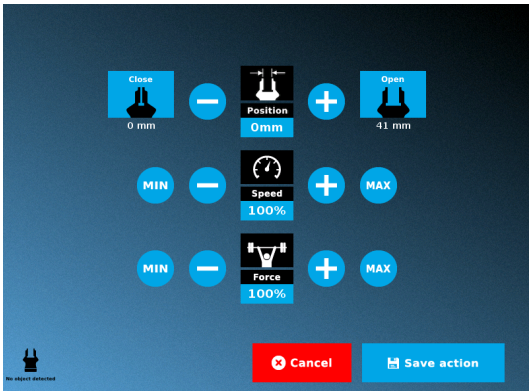 Close
Open
Position
0 mm
0mm
41 mm
MIN
Speed
MAX
100%
MIN
Force
MAX
100%
Cancel
Save action
No object detected